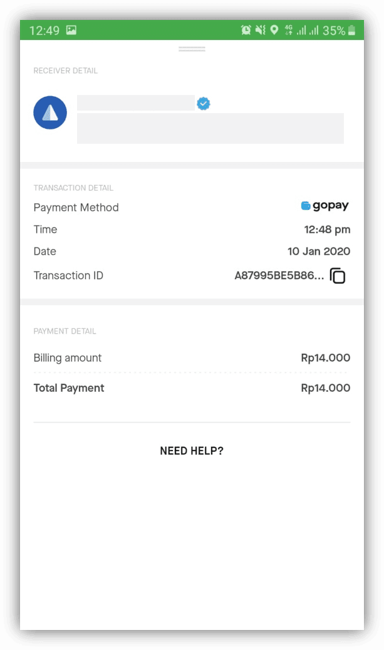 12:49 4G 35%
RECEIVER DETAIL
TRANSACTION DETAIL
Payment Method gopay
Time 12:48 pm
Date 10 Jan 2020
Transaction ID A87995BE5B86...
PAYMENT DETAIL
Billing amount Rp14.000
Total Payment Rp14.000
NEED HELP?